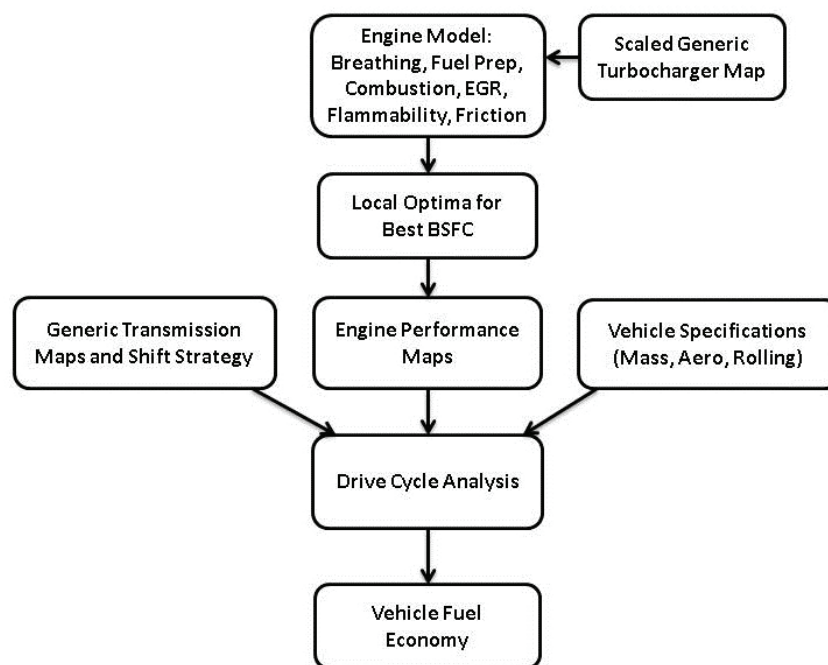 Engine Model:
Breathing, Fuel Prep,
Combustion, EGR,
Flammability, Friction
Scaled Generic
Turbocharger Map
Local Optima for
Best BSFC
Generic Transmission
Maps and Shift Strategy
Engine Performance
Maps
Vehicle Specifications
(Mass, Aero, Rolling)
Drive Cycle Analysis
Vehicle Fuel
Economy